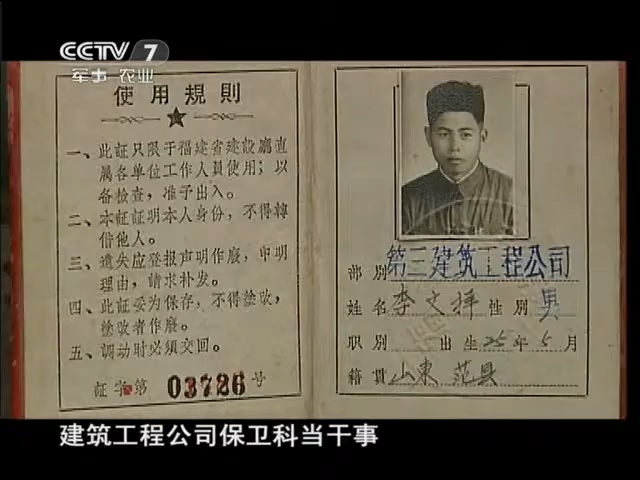 CCTV 7
军事·农业
使用規則
一、此証只限于福建省建設廳直
属各单位工作人員使用；以
备检查，准予出入。
二、本証証明本人身份，不得轉
借他人。
三、遺失应登报声明作廢，申明
理由，請求补发。
四、此証妥为保存，不得塗改，
塗改者作廢。
五、调动时必須交回。
証字第 03726 号
部别 第三建筑工程公司
姓名 李文祥 性别 男
职别 出生 25 年 5 月
籍貫 山東 范县
建筑工程公司保卫科当干事